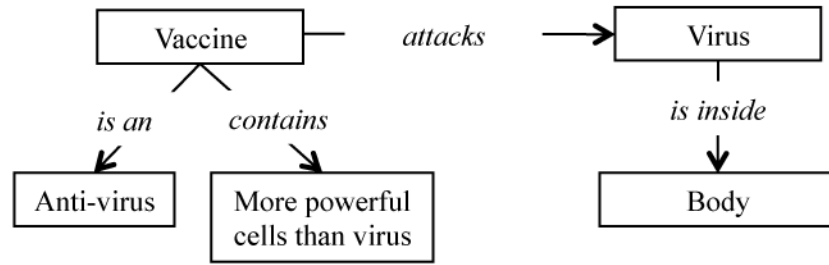 Vaccine
attacks
Virus
is an
contains
is inside
Anti-virus
More powerful
cells than virus
Body